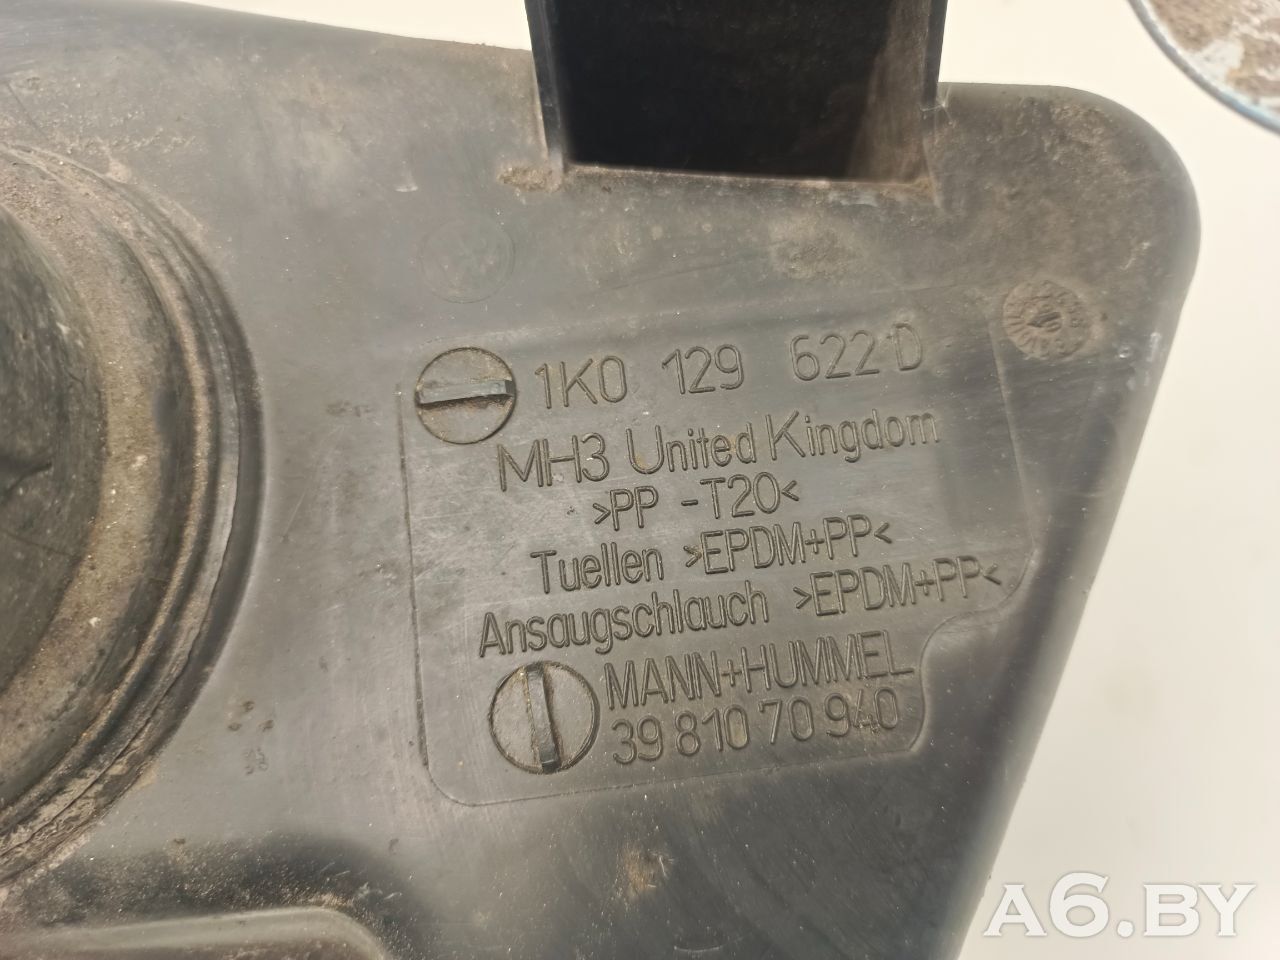 1K0 129 622 D
MH3 United Kingdom
>PP -T20<
Tuellen >EPDM+PP<
Ansaugschlauch >EPDM+PP<
MANN+HUMMEL
39 810 70 940
A6.BY